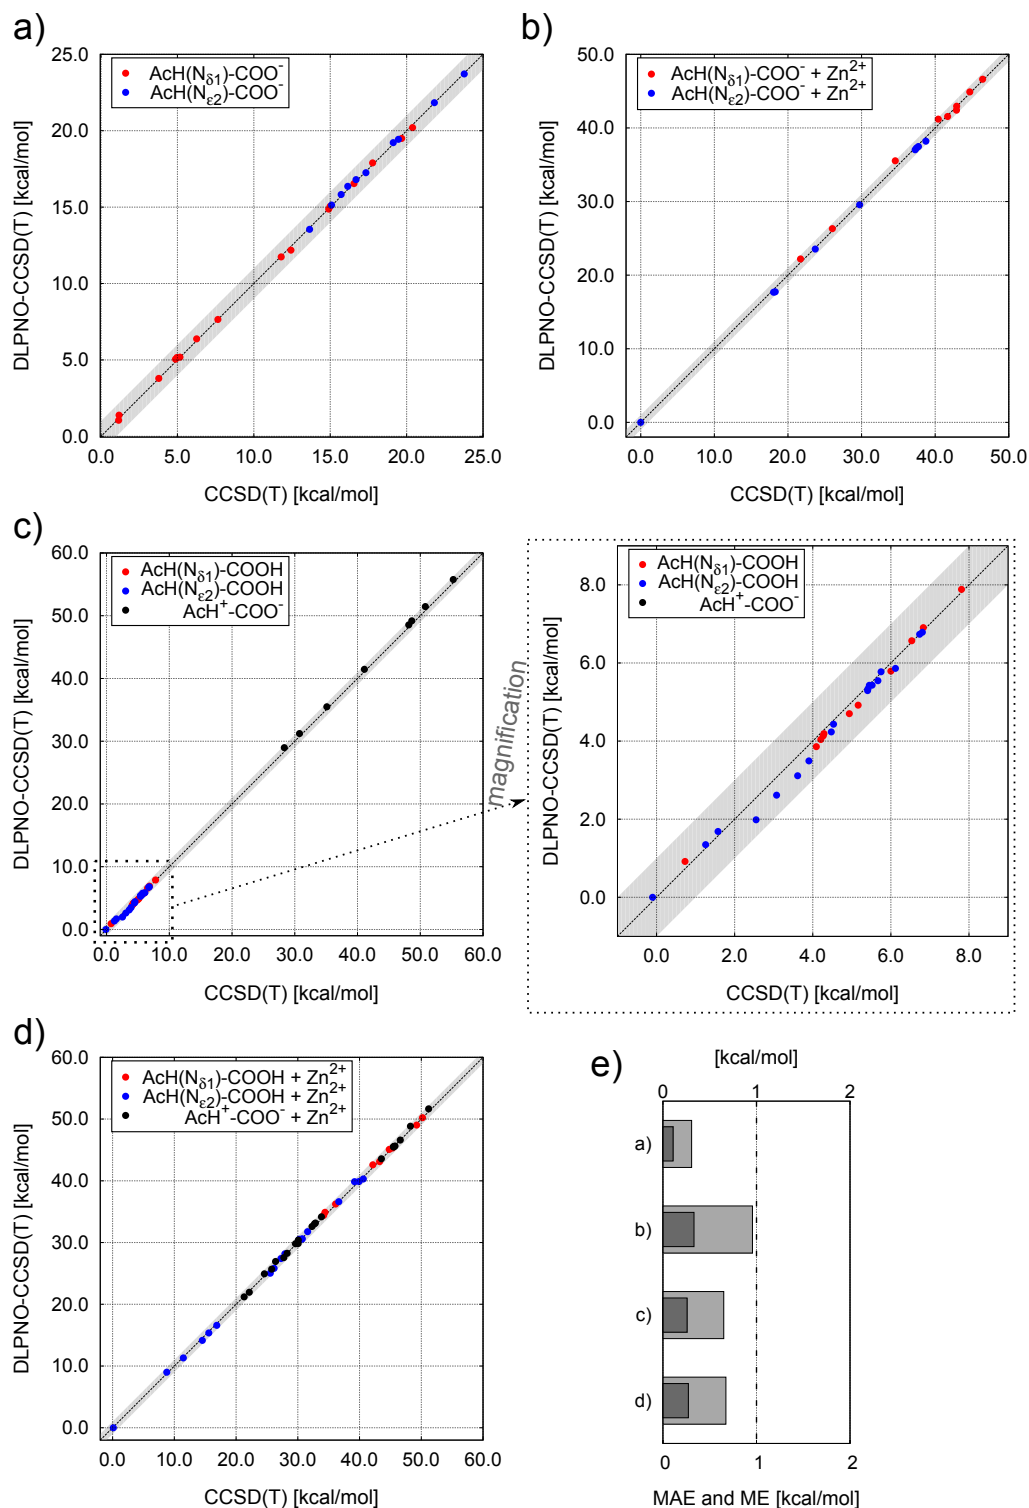 a)
25.0
20.0
15.0
10.0
5.0
0.0
DLPNO-CCSD(T) [kcal/mol]
AcH(Nδ1)-COO⁻
AcH(Nε2)-COO⁻
0.0 5.0 10.0 15.0 20.0 25.0
CCSD(T) [kcal/mol]
b)
50.0
40.0
30.0
20.0
10.0
0.0
DLPNO-CCSD(T) [kcal/mol]
AcH(Nδ1)-COO⁻ + Zn²⁺
AcH(Nε2)-COO⁻ + Zn²⁺
0.0 10.0 20.0 30.0 40.0 50.0
CCSD(T) [kcal/mol]
c)
60.0
50.0
40.0
30.0
20.0
10.0
0.0
DLPNO-CCSD(T) [kcal/mol]
AcH(Nδ1)-COOH
AcH(Nε2)-COOH
AcH⁺-COO⁻
0.0 10.0 20.0 30.0 40.0 50.0 60.0
CCSD(T) [kcal/mol]
magnification
8.0
6.0
4.0
2.0
0.0
DLPNO-CCSD(T) [kcal/mol]
AcH(Nδ1)-COOH
AcH(Nε2)-COOH
AcH⁺-COO⁻
0.0 2.0 4.0 6.0 8.0
CCSD(T) [kcal/mol]
d)
60.0
50.0
40.0
30.0
20.0
10.0
0.0
DLPNO-CCSD(T) [kcal/mol]
AcH(Nδ1)-COOH + Zn²⁺
AcH(Nε2)-COOH + Zn²⁺
AcH⁺-COO⁻ + Zn²⁺
0.0 10.0 20.0 30.0 40.0 50.0 60.0
CCSD(T) [kcal/mol]
e)
[kcal/mol]
0 1 2
a)
b)
c)
d)
0 1 2
MAE and ME [kcal/mol]